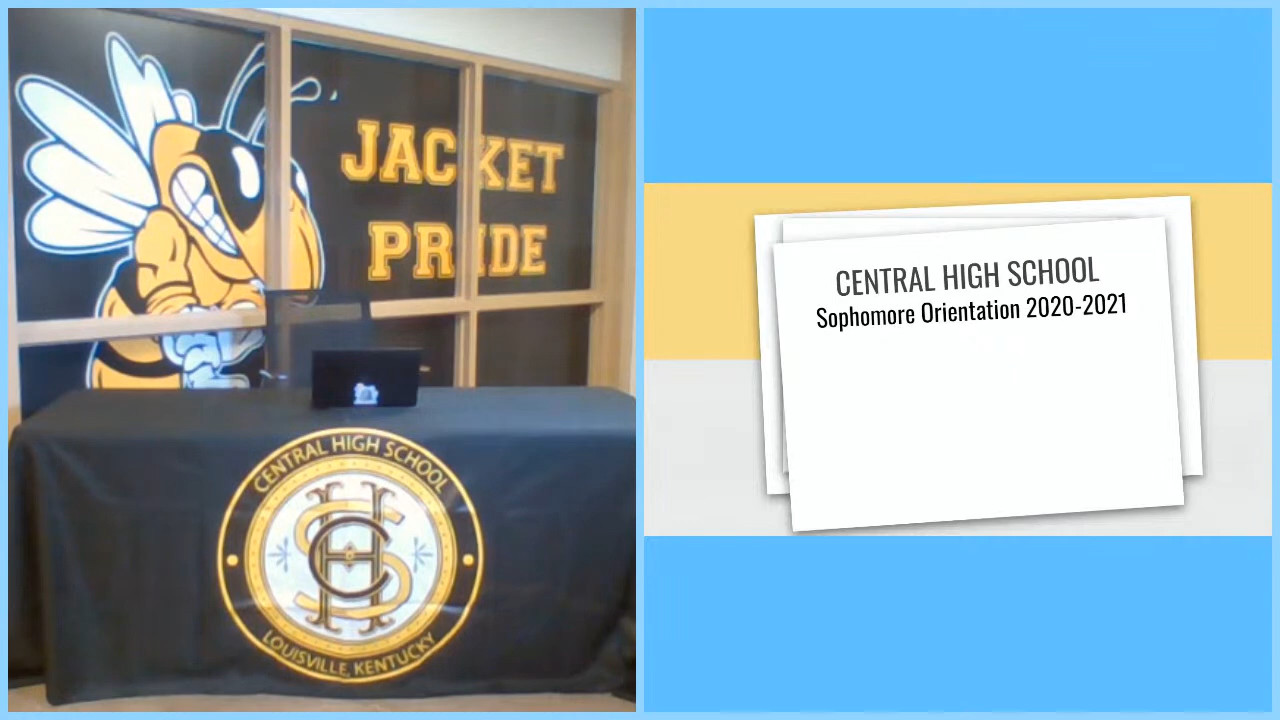 JACKET
PRIDE
CENTRAL HIGH SCHOOL
CHS
LOUISVILLE, KENTUCKY
CENTRAL HIGH SCHOOL
Sophomore Orientation 2020-2021